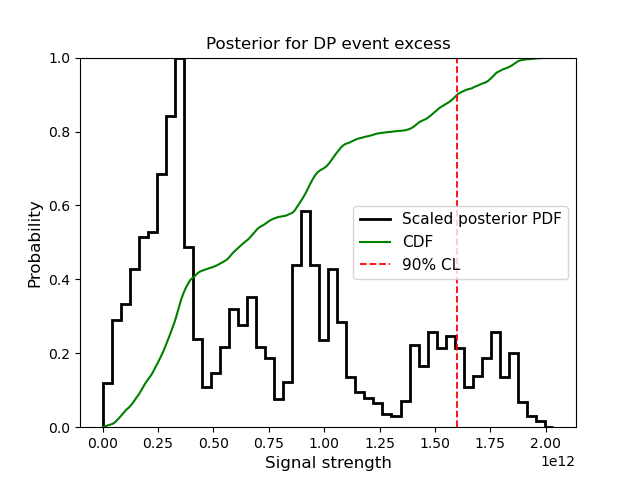 Posterior for DP event excess
Probability
1.0
0.8
0.6
0.4
0.2
0.0
Scaled posterior PDF
CDF
90% CL
0.00 0.25 0.50 0.75 1.00 1.25 1.50 1.75 2.00
1e12
Signal strength